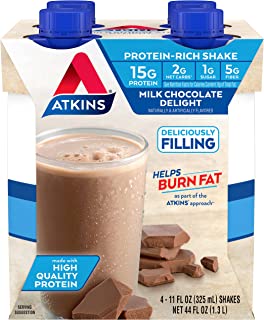 PROTEIN-RICH SHAKE
15G PROTEIN
2G NET CARBS*
1G SUGAR
5G FIBER
ATKINS
®
MILK CHOCOLATE
DELIGHT
NATURALLY & ARTIFICIALLY FLAVORED
DELICIOUSLY
FILLING
HELPS
BURN FAT
as part of the
ATKINS approach*
made with
HIGH
QUALITY
PROTEIN
SERVING
SUGGESTION
4 - 11 FL OZ (325 mL) SHAKES
NET 44 FL OZ (1.3 L)